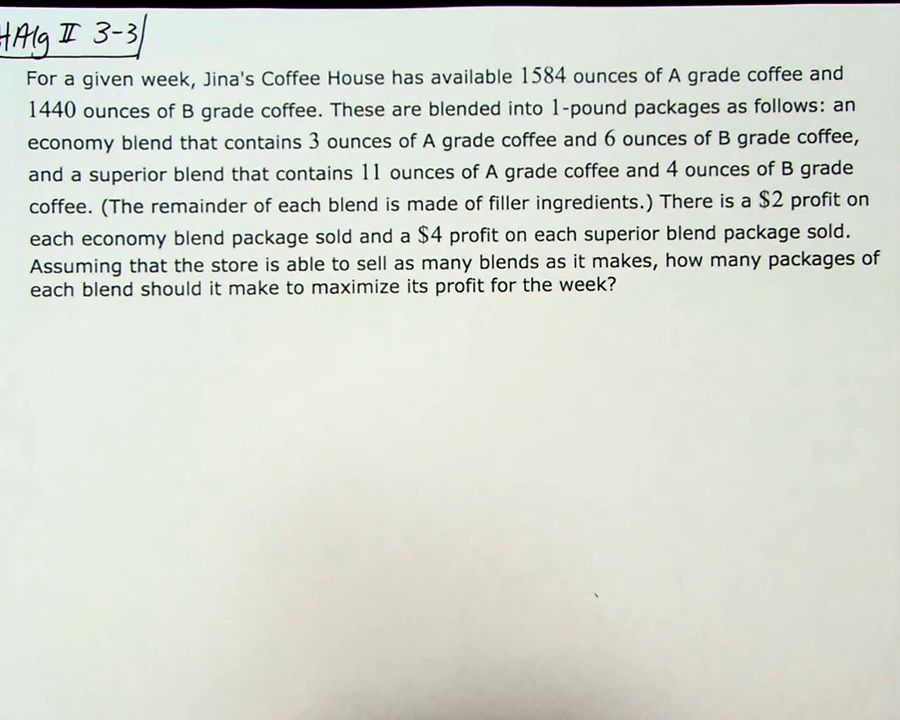 HAlg II 3-3
For a given week, Jina's Coffee House has available 1584 ounces of A grade coffee and
1440 ounces of B grade coffee. These are blended into 1-pound packages as follows: an
economy blend that contains 3 ounces of A grade coffee and 6 ounces of B grade coffee,
and a superior blend that contains 11 ounces of A grade coffee and 4 ounces of B grade
coffee. (The remainder of each blend is made of filler ingredients.) There is a $2 profit on
each economy blend package sold and a $4 profit on each superior blend package sold.
Assuming that the store is able to sell as many blends as it makes, how many packages of
each blend should it make to maximize its profit for the week?